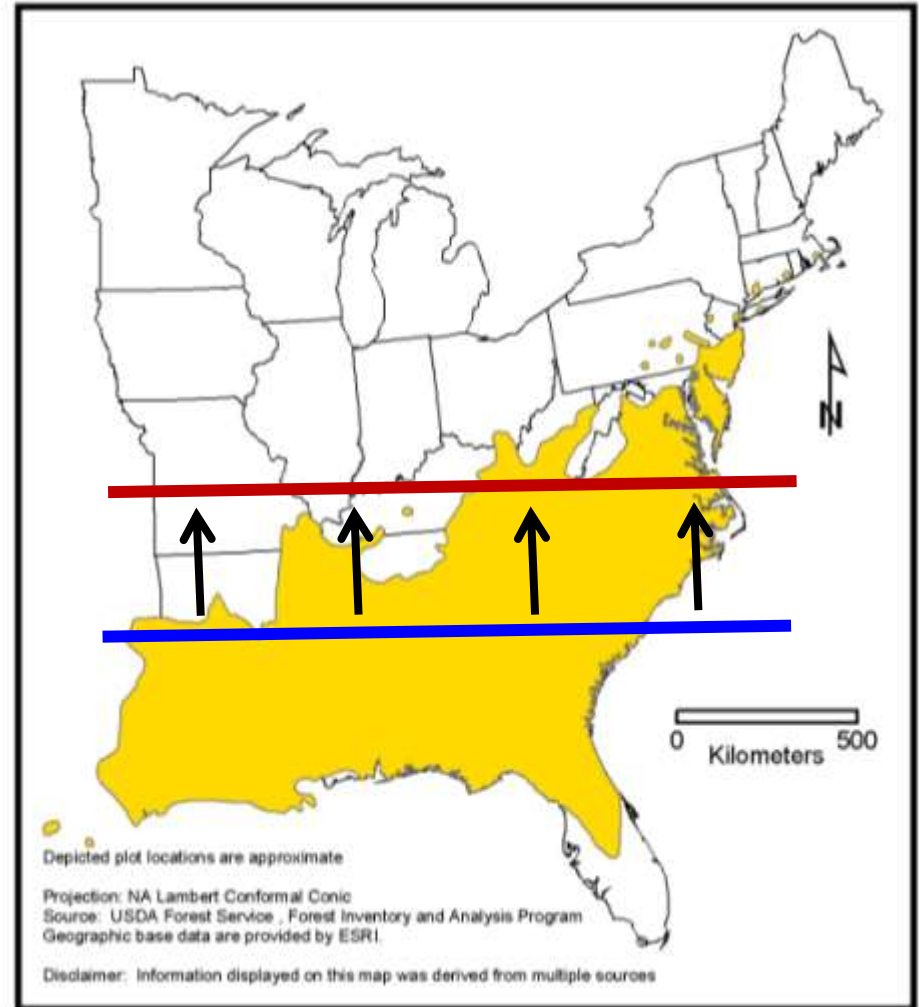 N
0 500
Kilometers
Depicted plot locations are approximate
Projection: NA Lambert Conformal Conic
Source: USDA Forest Service , Forest Inventory and Analysis Program
Geographic base data are provided by ESRI.
Disclaimer: Information displayed on this map was derived from multiple sources